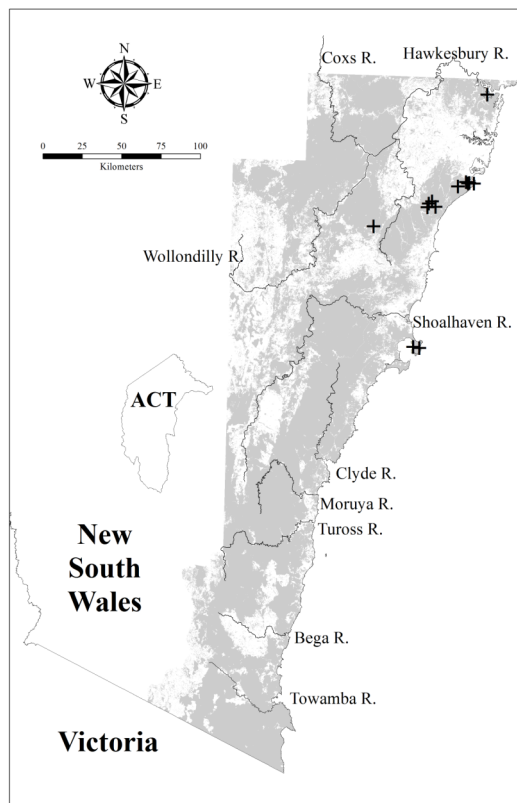 Coxs R.
Hawkesbury R.
N
W
E
S
0 25 50 75 100
Kilometers
Wollondilly R.
Shoalhaven R.
ACT
Clyde R.
Moruya R.
Tuross R.
New
South
Wales
Bega R.
Towamba R.
Victoria